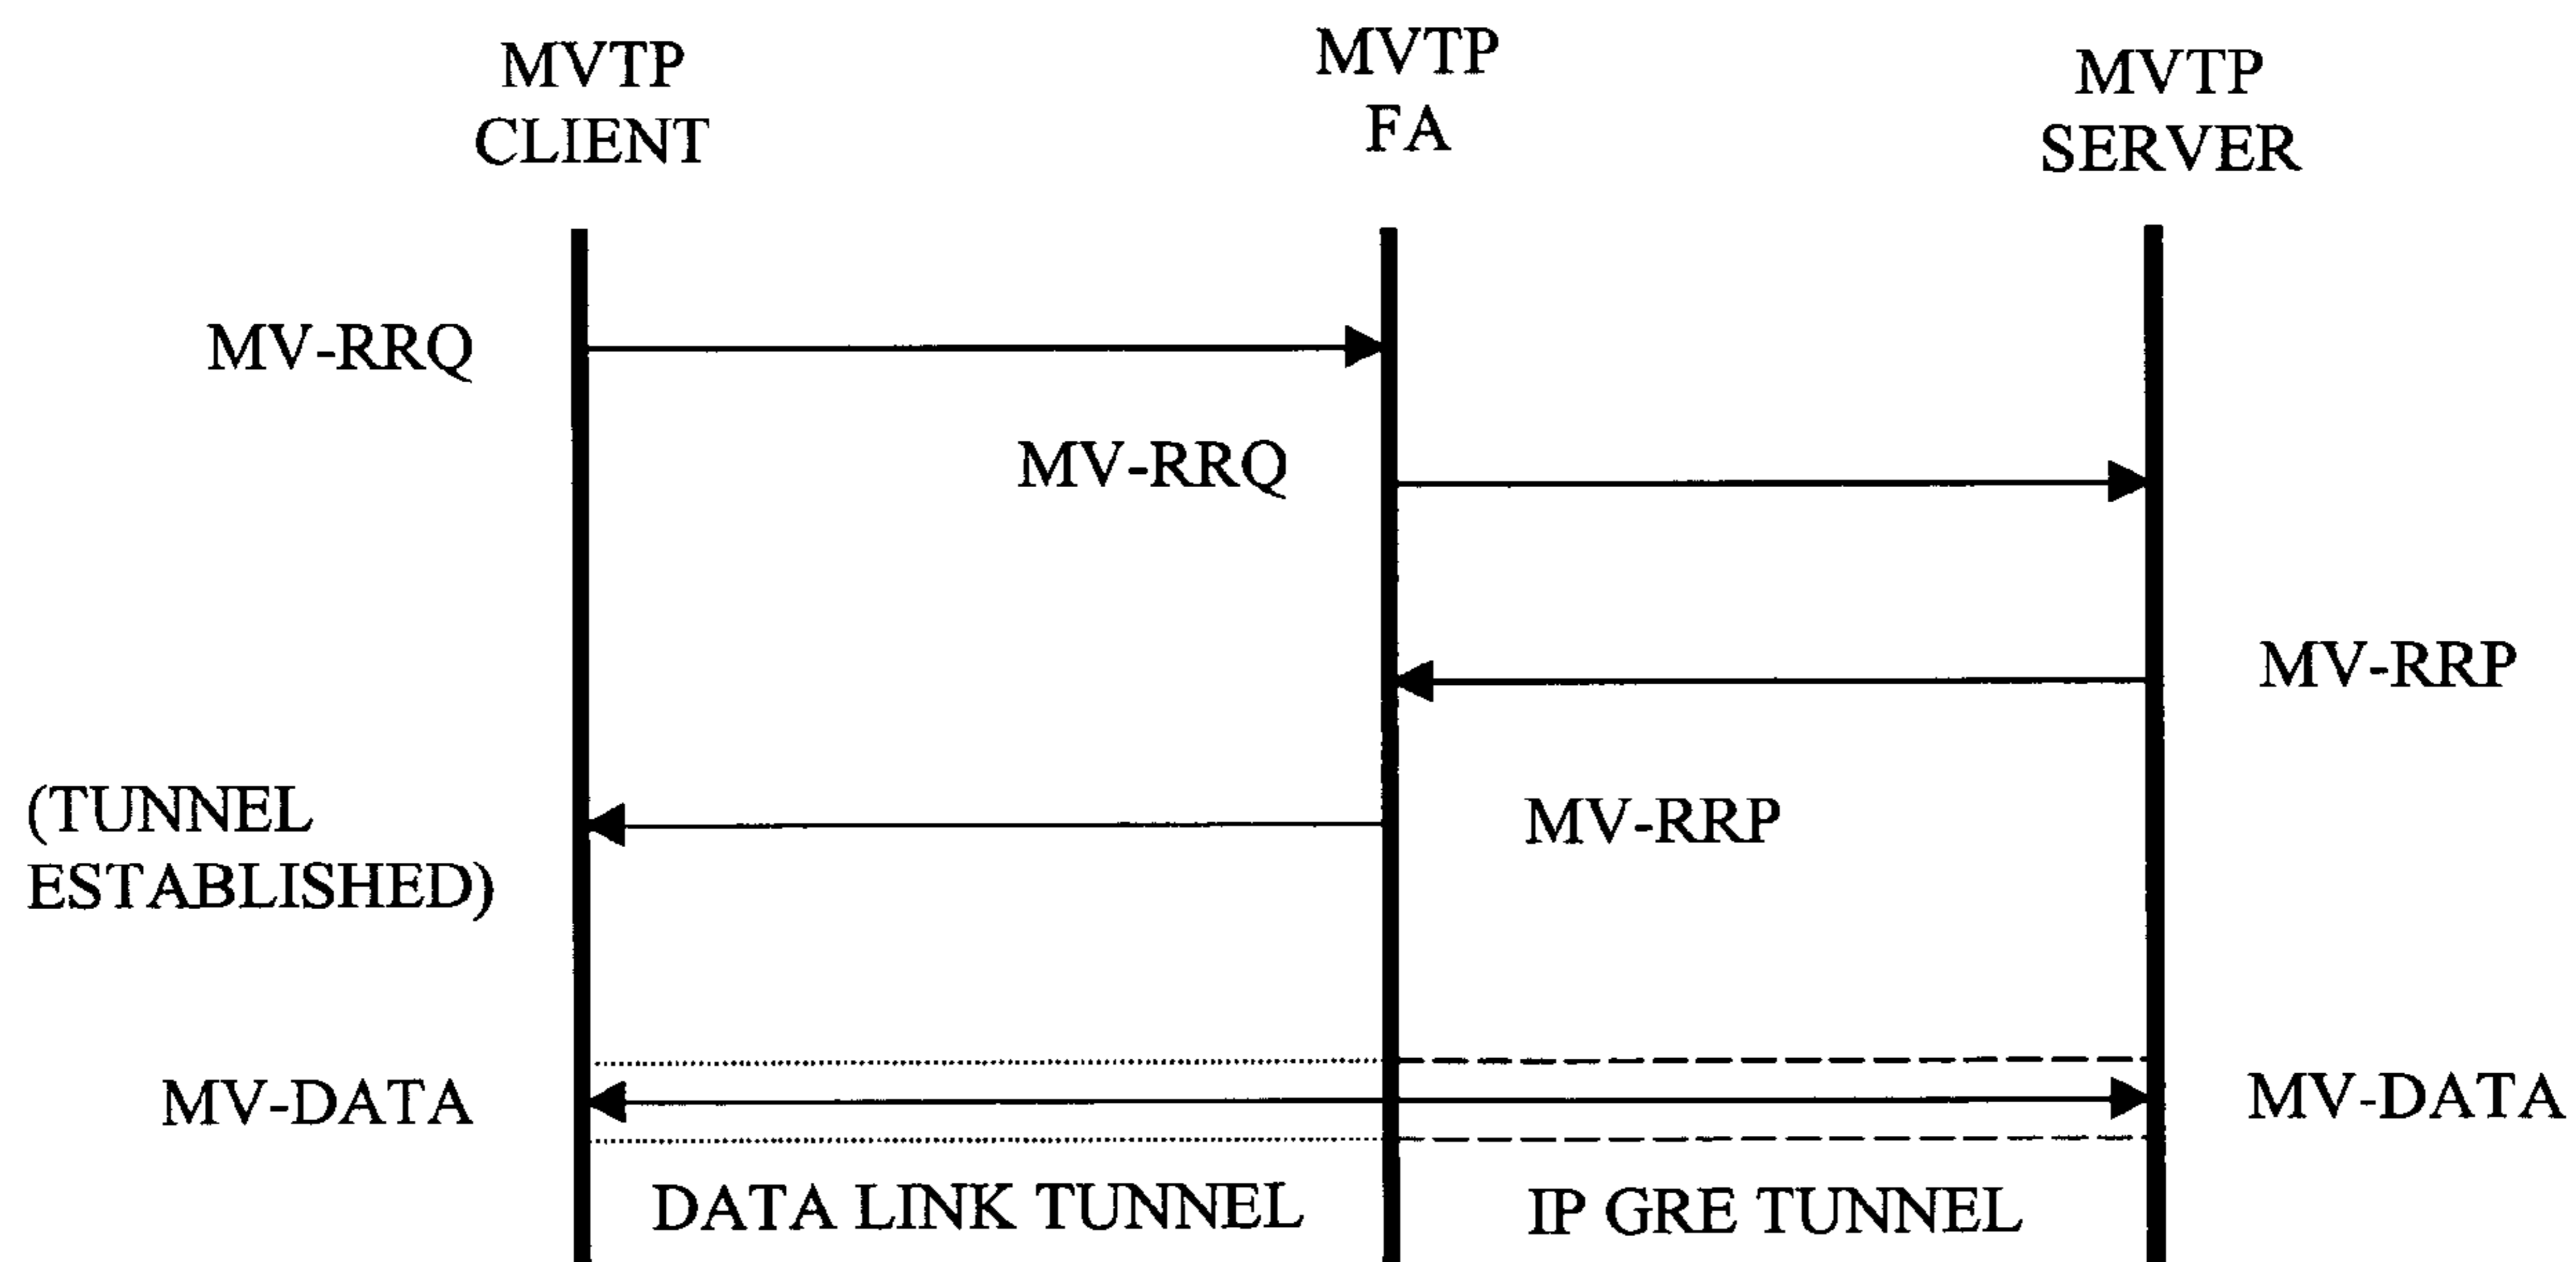 MVTP
CLIENT
MVTP
FA
MVTP
SERVER
MV-RRQ
MV-RRQ
MV-RRP
(TUNNEL
ESTABLISHED)
MV-RRP
MV-DATA
MV-DATA
DATA LINK TUNNEL
IP GRE TUNNEL